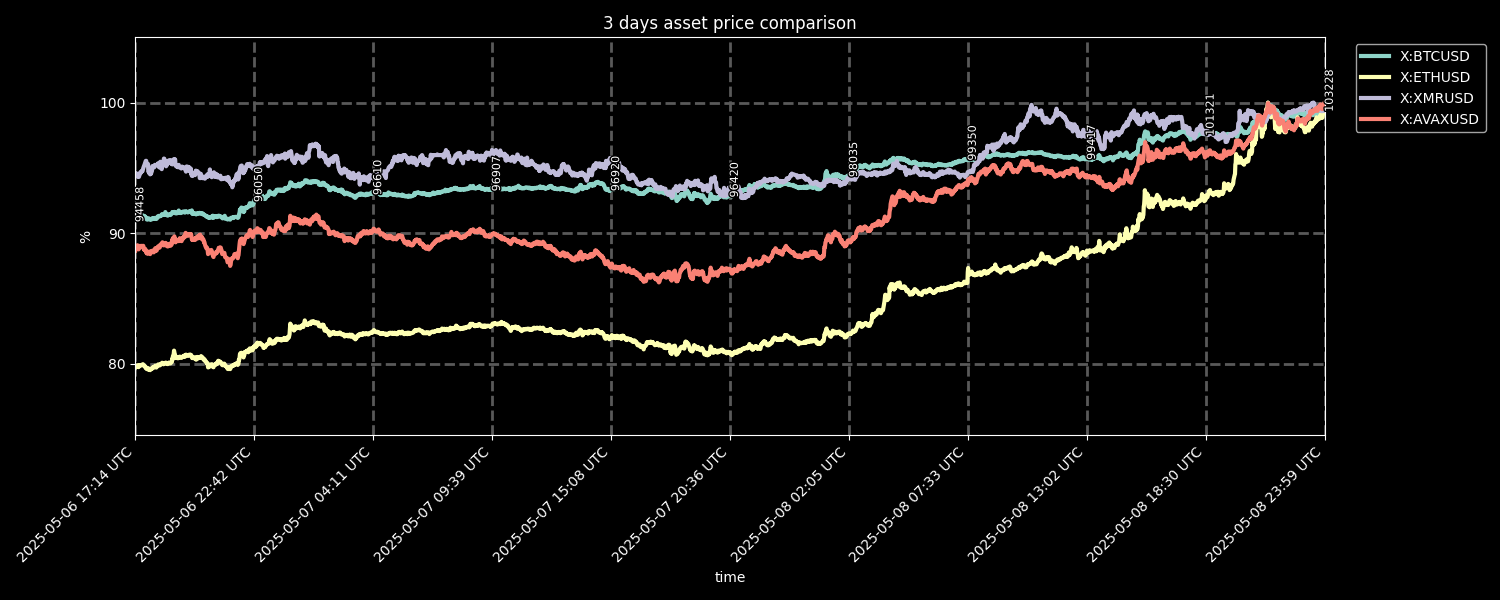 3 days asset price comparison
X:BTCUSD
X:ETHUSD
X:XMRUSD
X:AVAXUSD
100
90
80
%
94458
96050
96610
96907
96920
96420
98035
99350
99417
101321
103228
2025-05-06 17:14 UTC
2025-05-06 22:42 UTC
2025-05-07 04:11 UTC
2025-05-07 09:39 UTC
2025-05-07 15:08 UTC
2025-05-07 20:36 UTC
2025-05-08 02:05 UTC
2025-05-08 07:33 UTC
2025-05-08 13:02 UTC
2025-05-08 18:30 UTC
2025-05-08 23:59 UTC
time